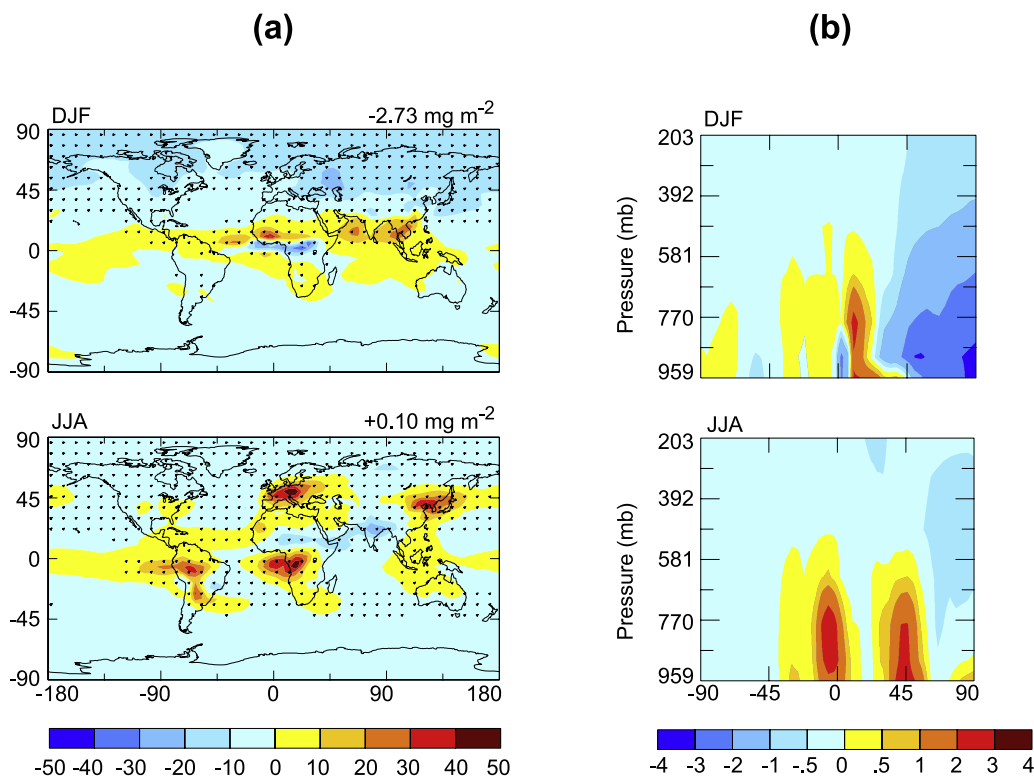 (a)
(b)
DJF -2.73 mg m-2
90
45
0
-45
-90
JJA +0.10 mg m-2
90
45
0
-45
-90
-180 -90 0 90 180
-50 -40 -30 -20 -10 -5 0 10 20 30 40 50
DJF
Pressure (mb)
203
392
581
770
959
JJA
Pressure (mb)
203
392
581
770
959
-90 -45 0 45 90
-4 -3 -2 -1 -.5 0 .5 1 2 3 4